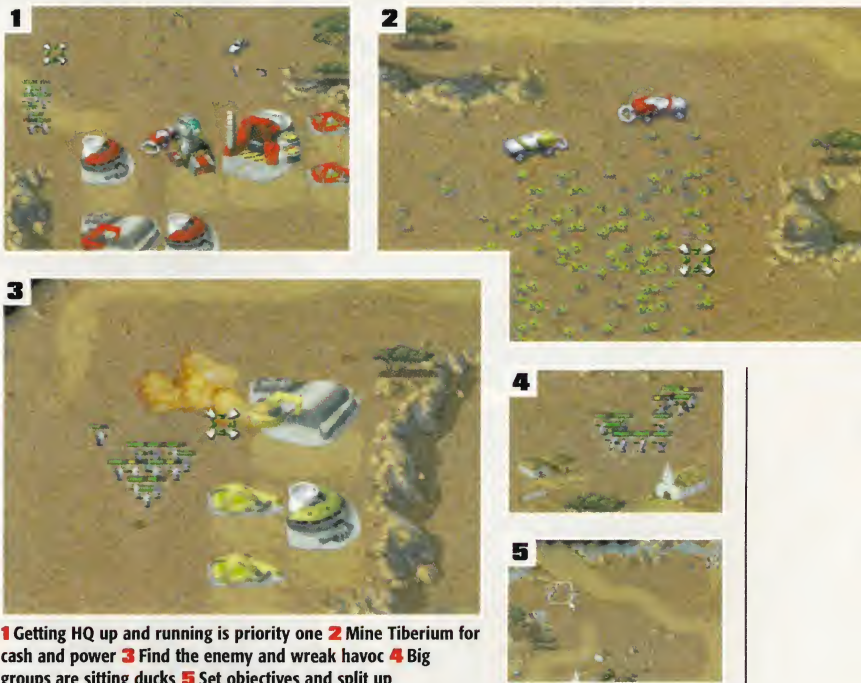 1
2
3
4
5
1 Getting HQ up and running is priority one 2 Mine Tiberium for
cash and power 3 Find the enemy and wreak havoc 4 Big
groups are sitting ducks 5 Set objectives and split up